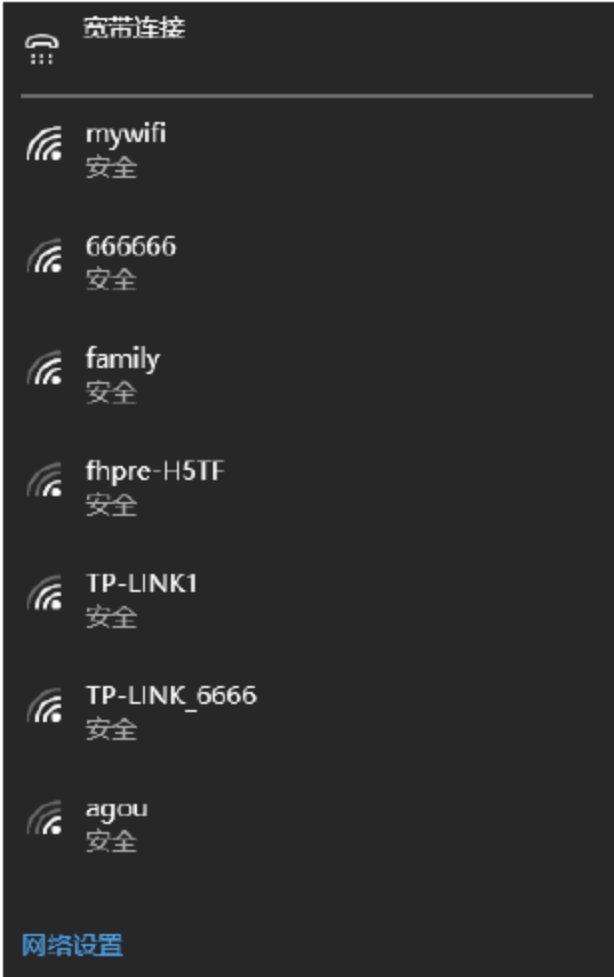 宽带连接
mywifi
安全
666666
安全
family
安全
fhpre-H5TF
安全
TP-LINK1
安全
TP-LINK_6666
安全
agou
安全
网络设置